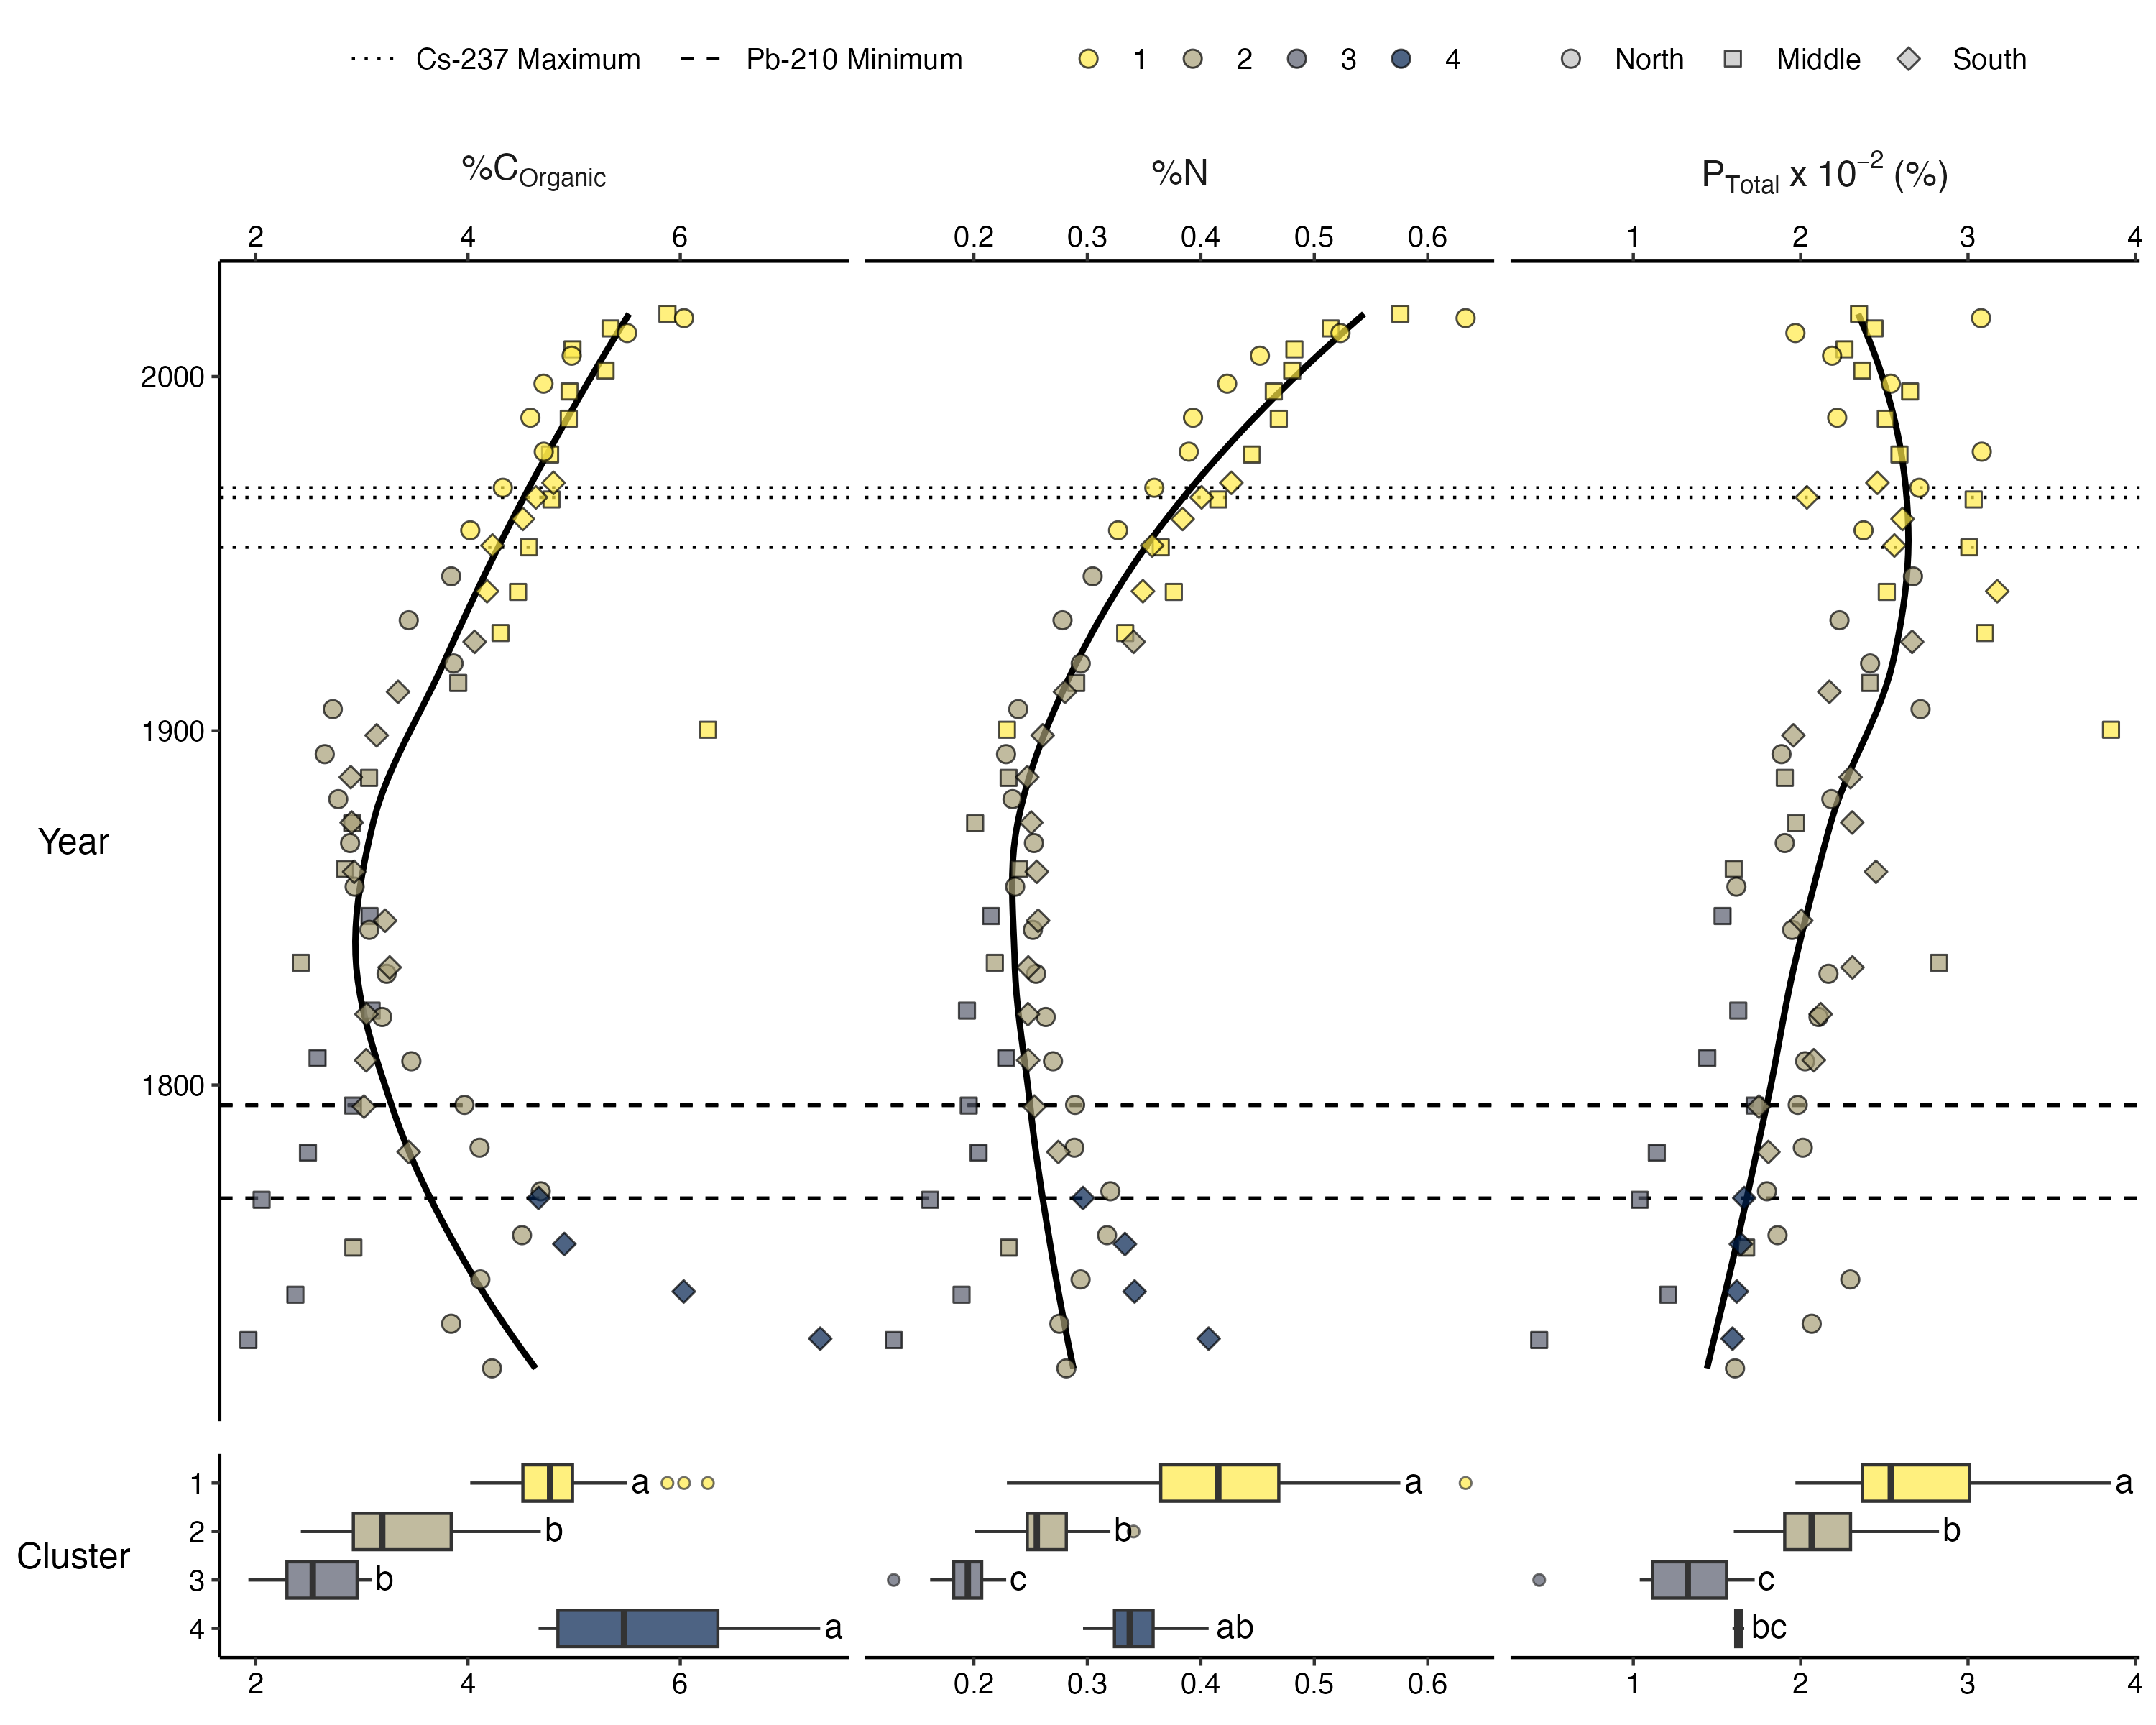 Cs-237 Maximum Pb-210 Minimum 1 2 3 4 North Middle South
%COrganic %N PTotal x 10−2 (%)
2 4 6 0.2 0.3 0.4 0.5 0.6 1 2 3 4
2000
1900
Year
1800
1 a a a
2 b b b
Cluster
3 b c c
4 a ab bc
2 4 6 0.2 0.3 0.4 0.5 0.6 1 2 3 4